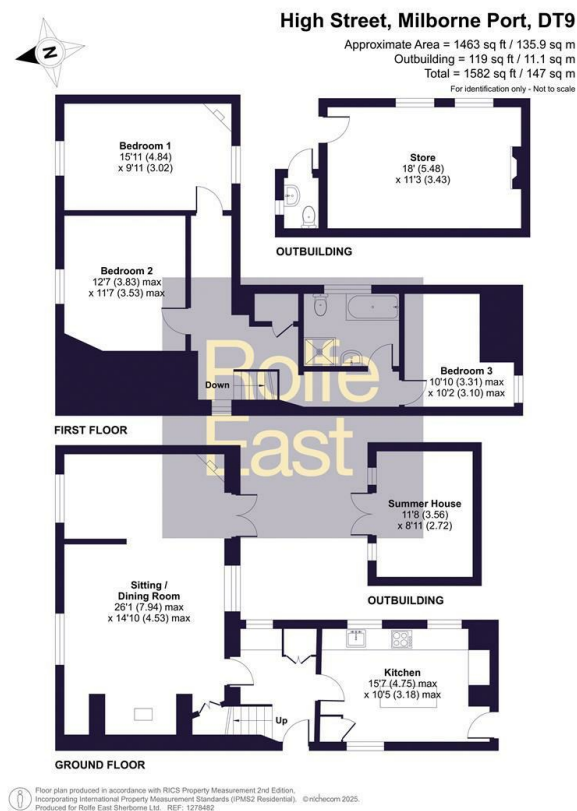 High Street, Milborne Port, DT9
Approximate Area = 1463 sq ft / 135.9 sq m
Outbuilding = 119 sq ft / 11.1 sq m
Total = 1582 sq ft / 147 sq m
For identification only - Not to scale
N
Bedroom 1
15'11 (4.84)
x 9'11 (3.02)
Store
18' (5.48)
x 11'3 (3.43)
OUTBUILDING
Bedroom 2
12'7 (3.83) max
x 11'7 (3.53) max
Bedroom 3
10'10 (3.31) max
x 10'2 (3.10) max
Down
Rolfe
East
FIRST FLOOR
Summer House
11'8 (3.56)
x 8'11 (2.72)
OUTBUILDING
Sitting /
Dining Room
26'1 (7.94) max
x 14'10 (4.53) max
Kitchen
15'7 (4.75) max
x 10'5 (3.18) max
Up
GROUND FLOOR
Floor plan produced in accordance with RICS Property Measurement 2nd Edition,
Incorporating International Property Measurement Standards (IPMS2 Residential). ©nichecom 2025.
Produced for Rolfe East Sherborne Ltd. REF: 1278482